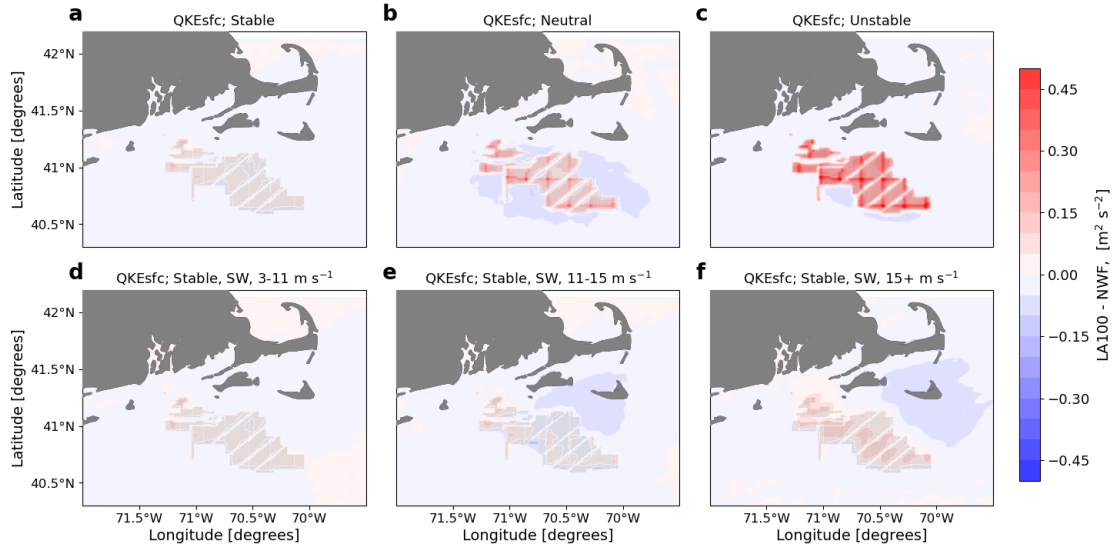 a QKEsfc; Stable
b QKEsfc; Neutral
c QKEsfc; Unstable
42°N
41.5°N
41°N
40.5°N
Latitude [degrees]
d QKEsfc; Stable, SW, 3-11 m s⁻¹
e QKEsfc; Stable, SW, 11-15 m s⁻¹
f QKEsfc; Stable, SW, 15+ m s⁻¹
42°N
41.5°N
41°N
40.5°N
Latitude [degrees]
71.5°W 71°W 70.5°W 70°W
71.5°W 71°W 70.5°W 70°W
71.5°W 71°W 70.5°W 70°W
Longitude [degrees]
Longitude [degrees]
Longitude [degrees]
0.45
0.30
0.15
0.00
−0.15
−0.30
−0.45
LA100 - NWF, [m² s⁻²]